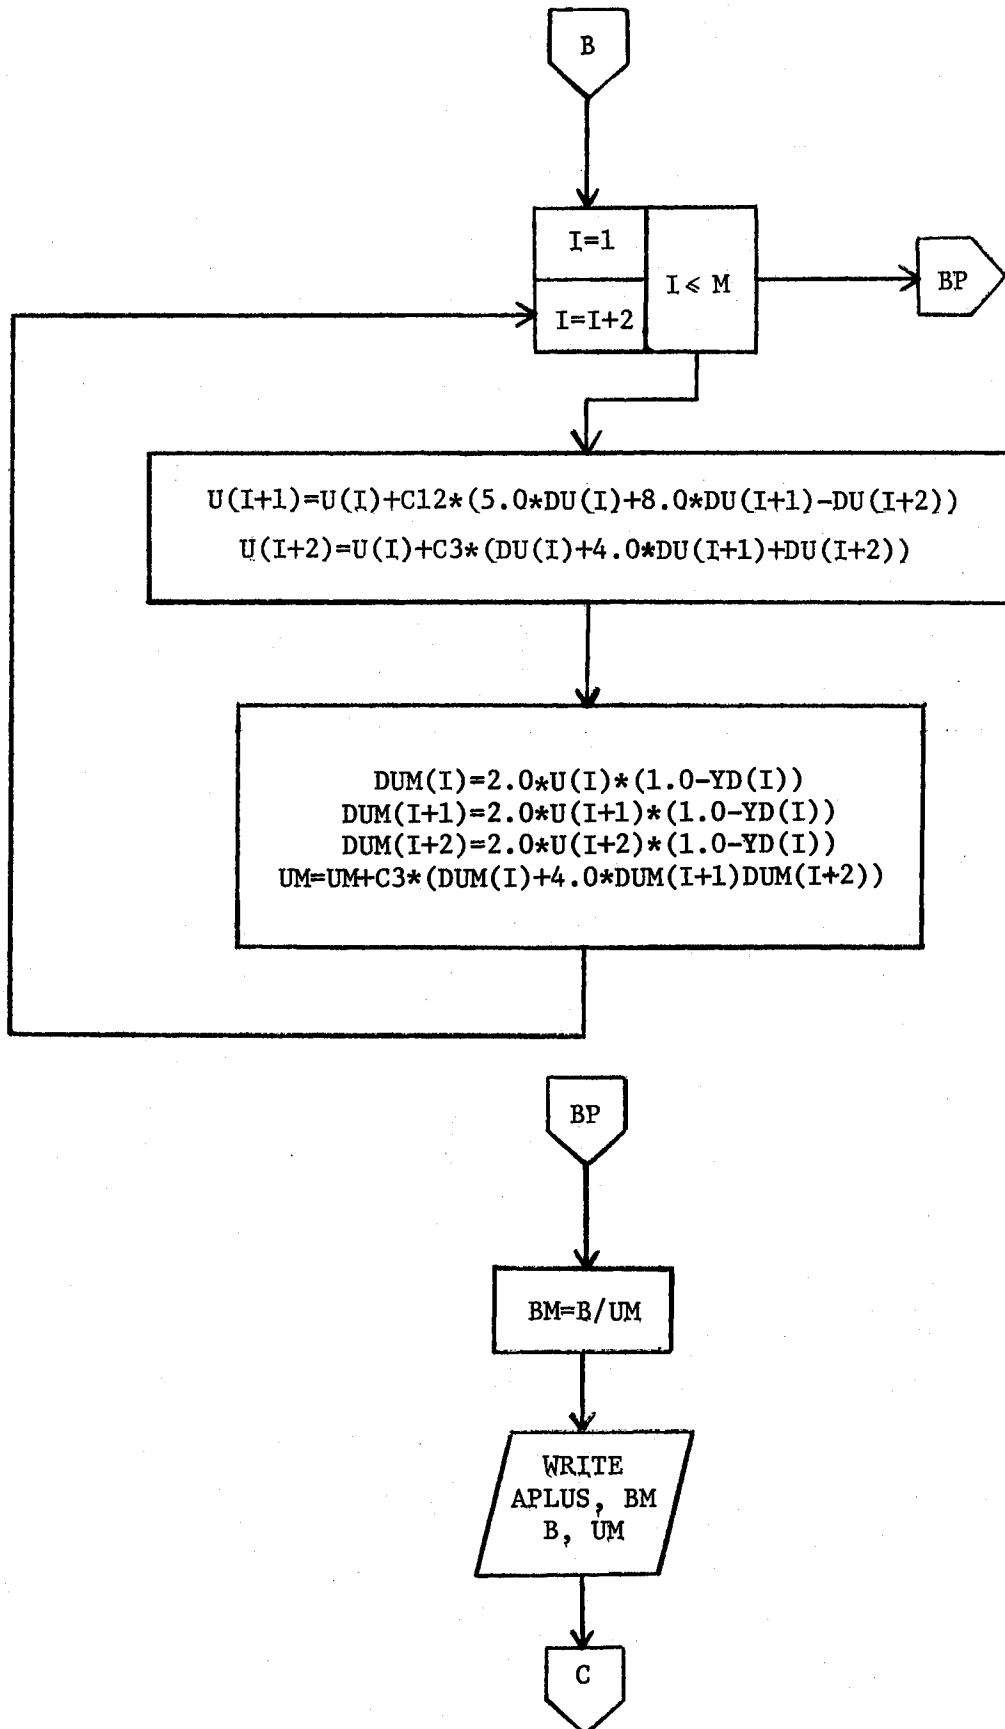 B
I=1
I=I+2
I≤ M
BP
U(I+1)=U(I)+C12*(5.0*DU(I)+8.0*DU(I+1)-DU(I+2))
U(I+2)=U(I)+C3*(DU(I)+4.0*DU(I+1)+DU(I+2))
DUM(I)=2.0*U(I)*(1.0-YD(I))
DUM(I+1)=2.0*U(I+1)*(1.0-YD(I))
DUM(I+2)=2.0*U(I+2)*(1.0-YD(I))
UM=UM+C3*(DUM(I)+4.0*DUM(I+1)DUM(I+2))
BP
BM=B/UM
WRITE
APLUS, BM
B, UM
C